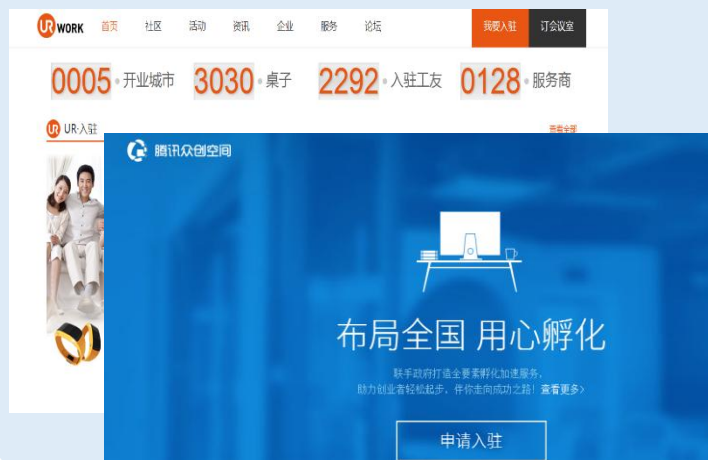 UR WORK 首页 社区 活动 资讯 企业 服务 论坛 我要入驻 订会议室
0005 开业城市 3030 桌子 2292 入驻工友 0128 服务商
UR UR·入驻 查看全部
腾讯众创空间
布局全国 用心孵化
联手政府打造全要素孵化加速服务，
助力创业者轻松起步，伴你走向成功之路！查看更多>
申请入驻